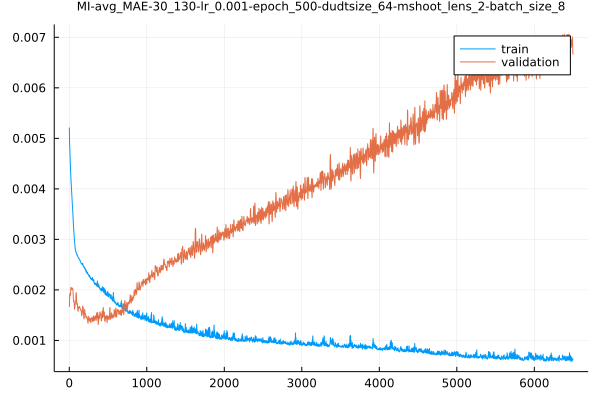 MI-avg_MAE-30_130-lr_0.001-epoch_500-dudtsize_64-mshoot_lens_2-batch_size_8
0.007
train
validation
0.006
0.005
0.004
0.003
0.002
0.001
0 1000 2000 3000 4000 5000 6000